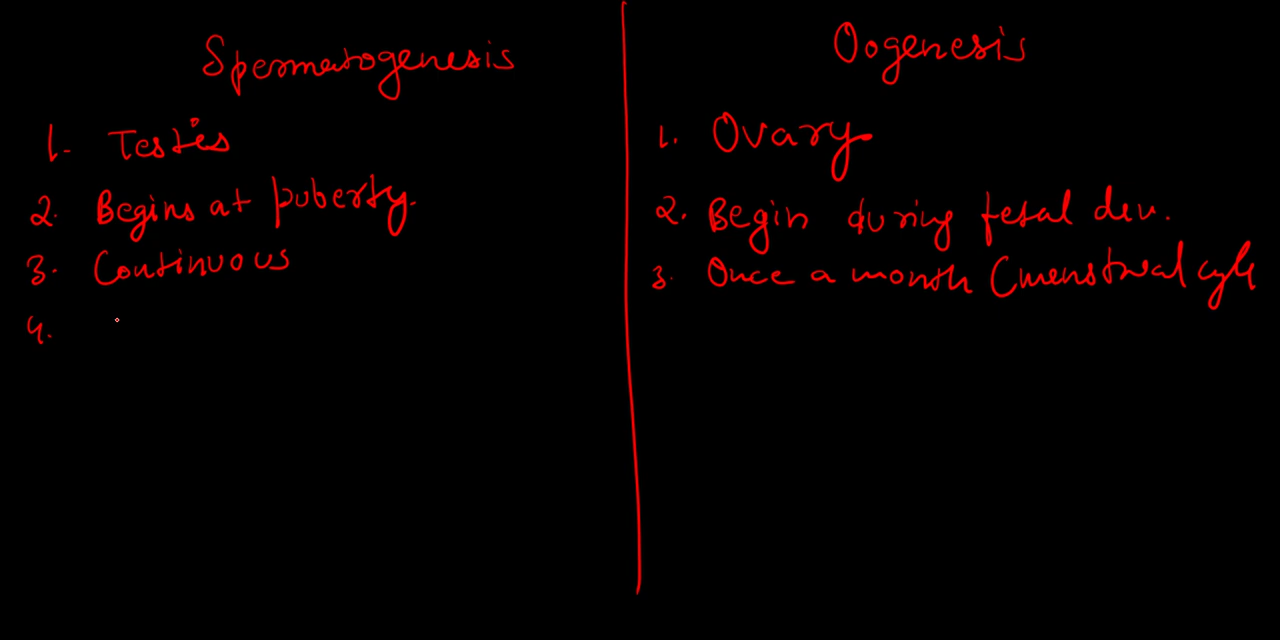 Spermatogenesis
1. Testes
2. Begins at puberty.
3. Continuous
4.
Oogenesis
1. Ovary
2. Begin during fetal dev.
3. Once a month (menstrual cycle